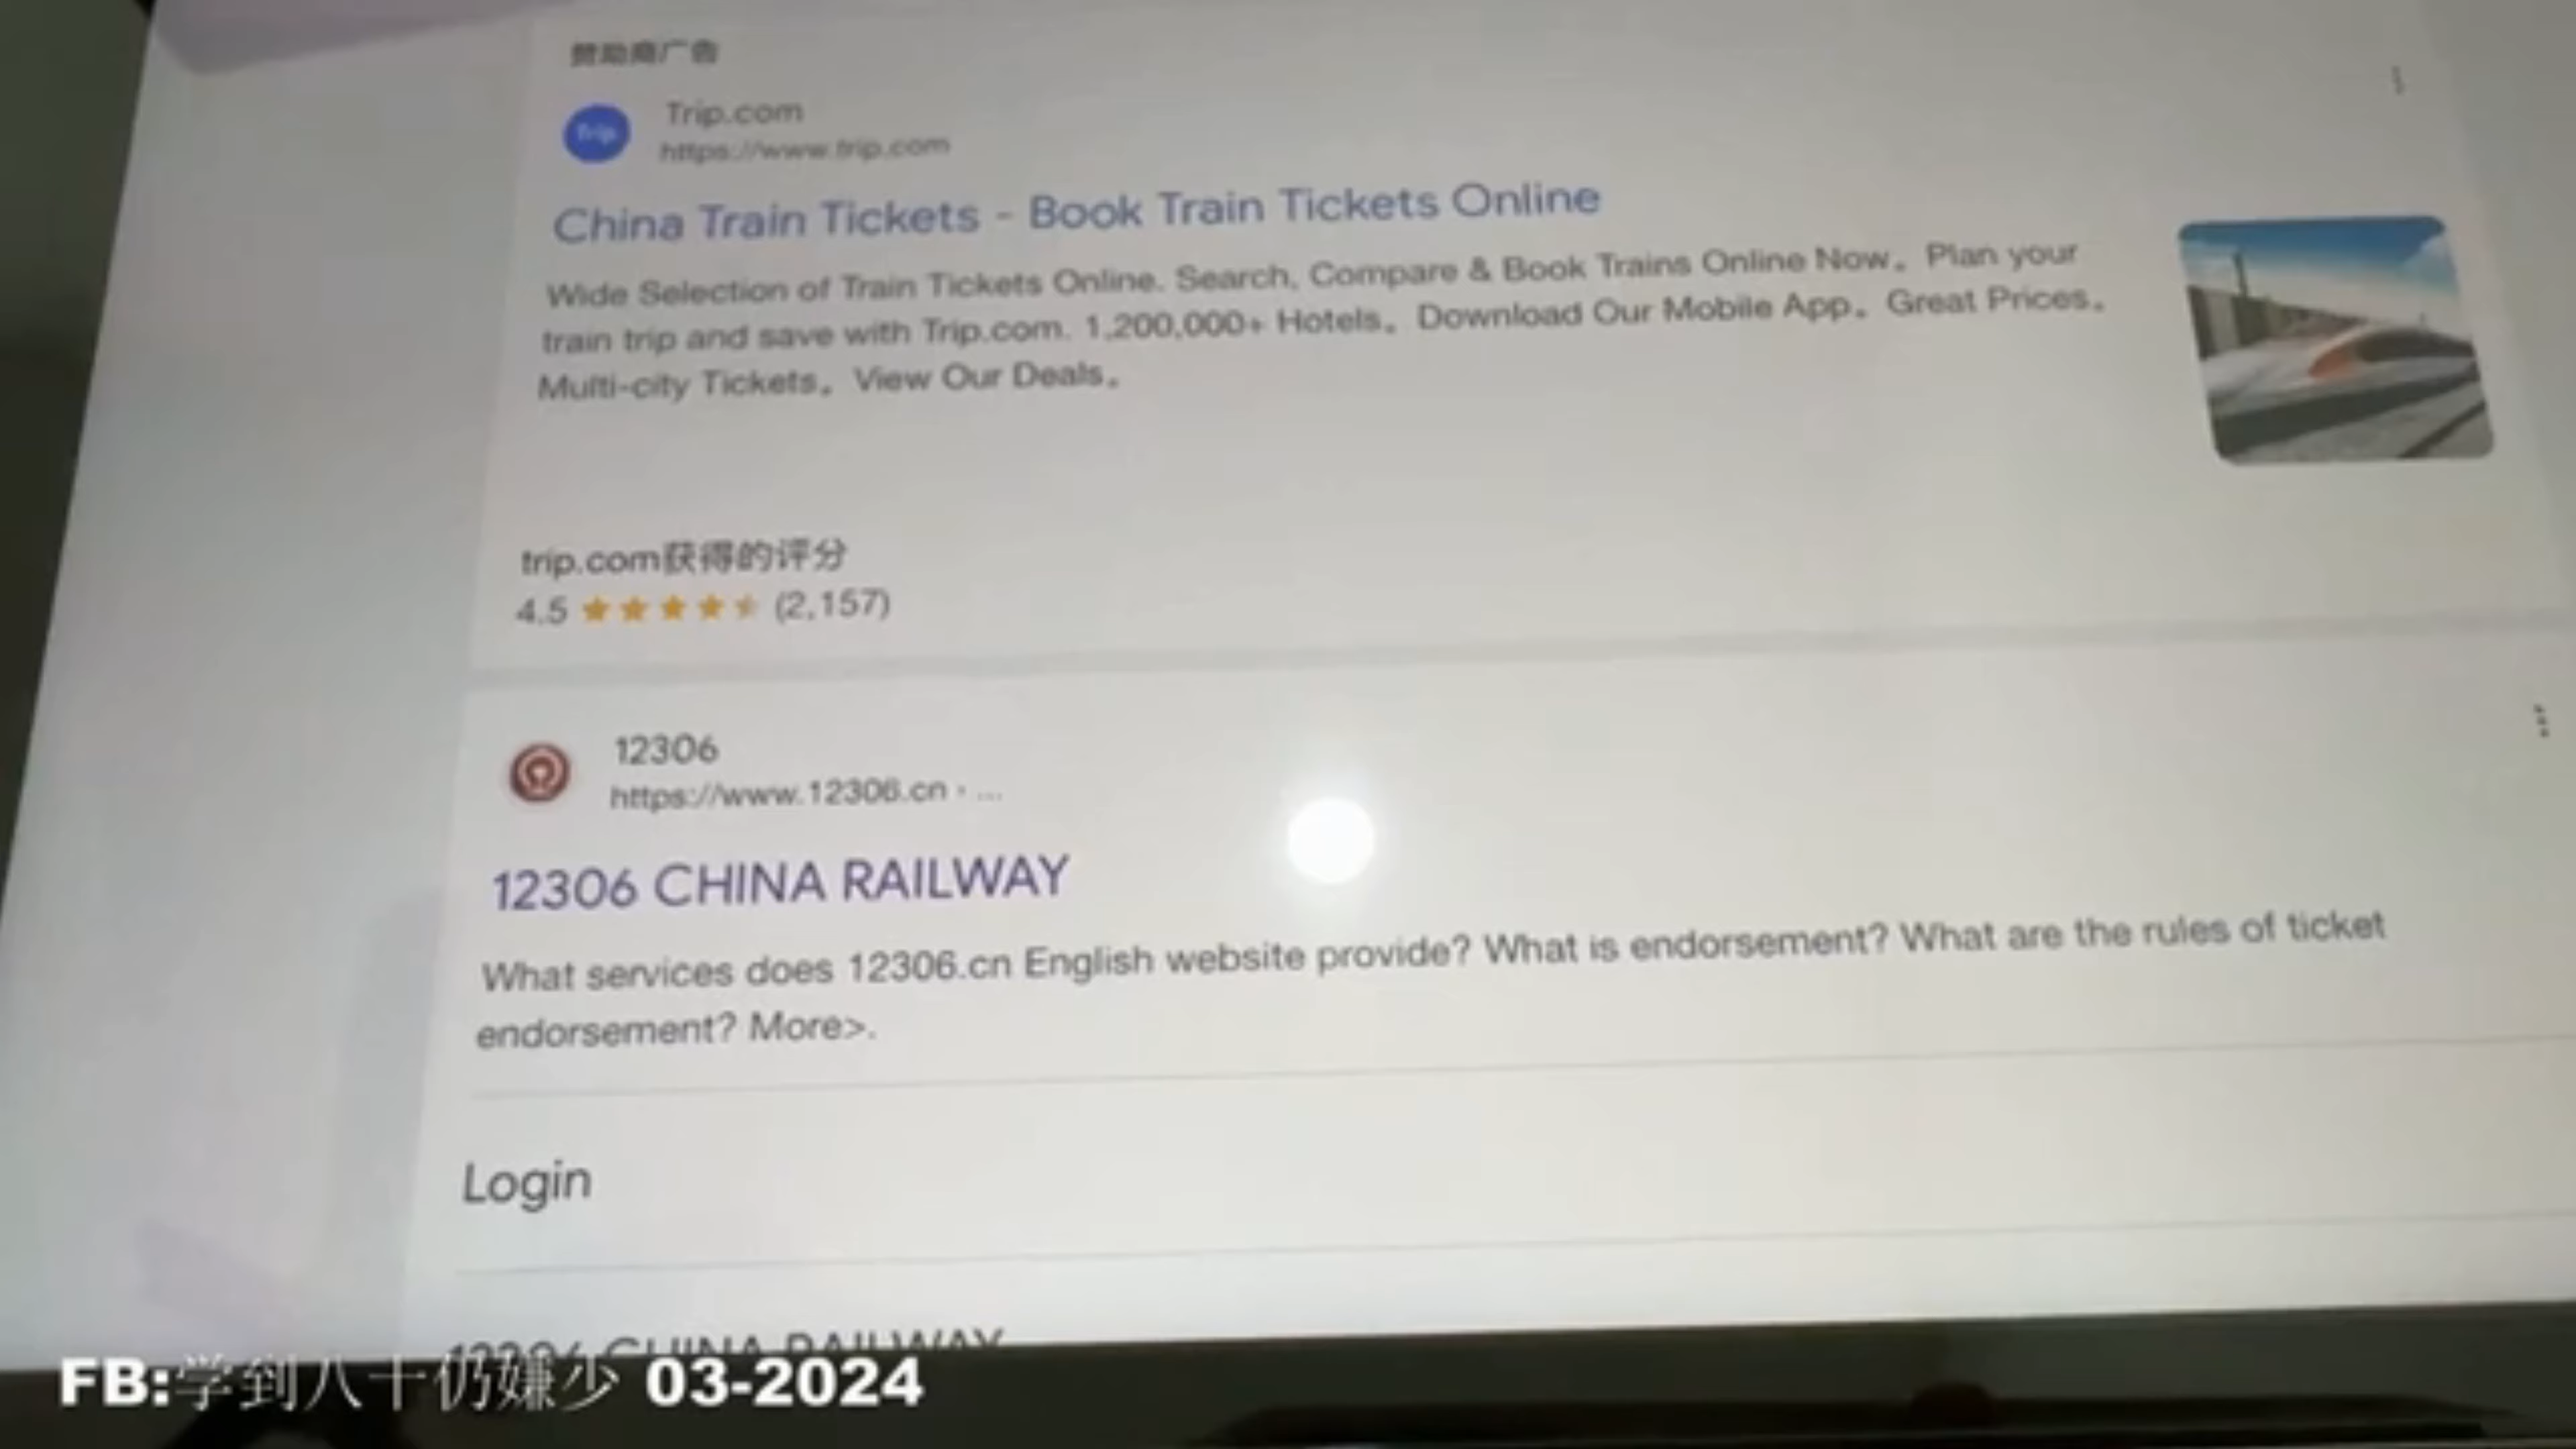 赞助商广告
Trip
Trip.com
https://www.trip.com
China Train Tickets - Book Train Tickets Online
Wide Selection of Train Tickets Online. Search, Compare & Book Trains Online Now。Plan your
train trip and save with Trip.com. 1,200,000+ Hotels。Download Our Mobile App。Great Prices。
Multi-city Tickets。View Our Deals。
trip.com获得的评分
4.5 ★★★★★ (2,157)
12306
https://www.12306.cn › ...
12306 CHINA RAILWAY
What services does 12306.cn English website provide? What is endorsement? What are the rules of ticket
endorsement? More>.
Login
12306 CHINA RAILWAY
FB:学到八十仍嫌少 03-2024